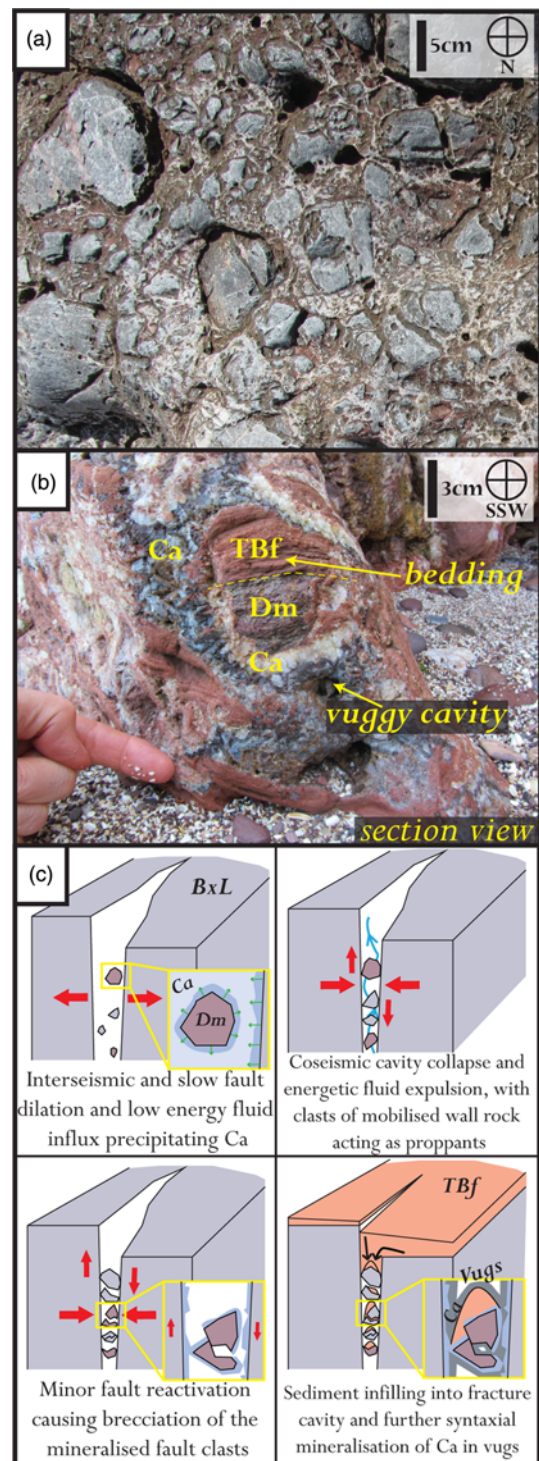 (a)
5cm
N
(b)
3cm
SSW
Ca
TBf
bedding
Dm
Ca
vuggy cavity
section view
(c)
BxL
Ca
Dm
Interseismic and slow fault
dilation and low energy fluid
influx precipitating Ca
Coseismic cavity collapse and
energetic fluid expulsion, with
clasts of mobilised wall rock
acting as proppants
Minor fault reactivation
causing brecciation of the
mineralised fault clasts
TBf
Vugs
Sediment infilling into fracture
cavity and further syntaxial
mineralisation of Ca in vugs